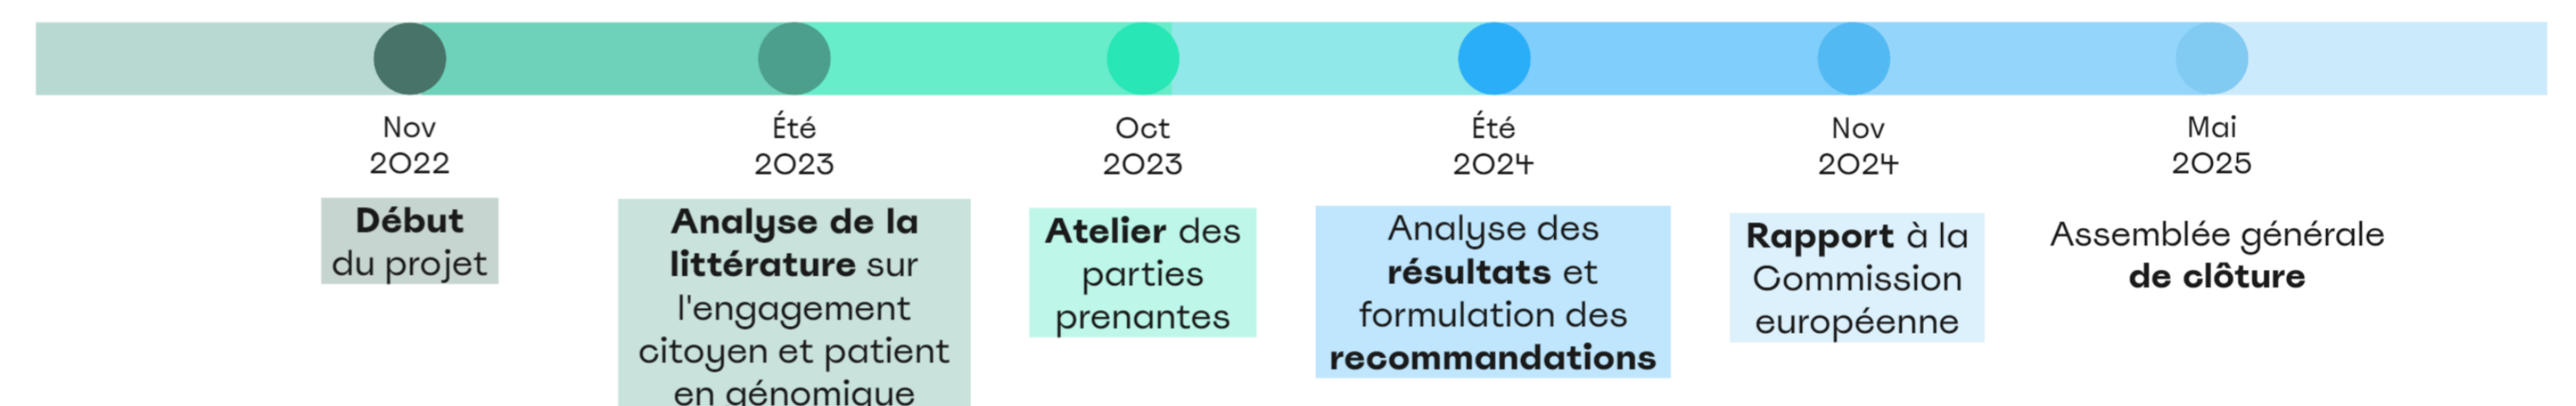 Nov
2022
Début
du projet
Été
2023
Analyse de la
littérature sur
l'engagement
citoyen et patient
en génomique
Oct
2023
Atelier des
parties
prenantes
Été
2024
Analyse des
résultats et
formulation des
recommandations
Nov
2024
Rapport à la
Commission
européenne
Mai
2025
Assemblée générale
de clôture